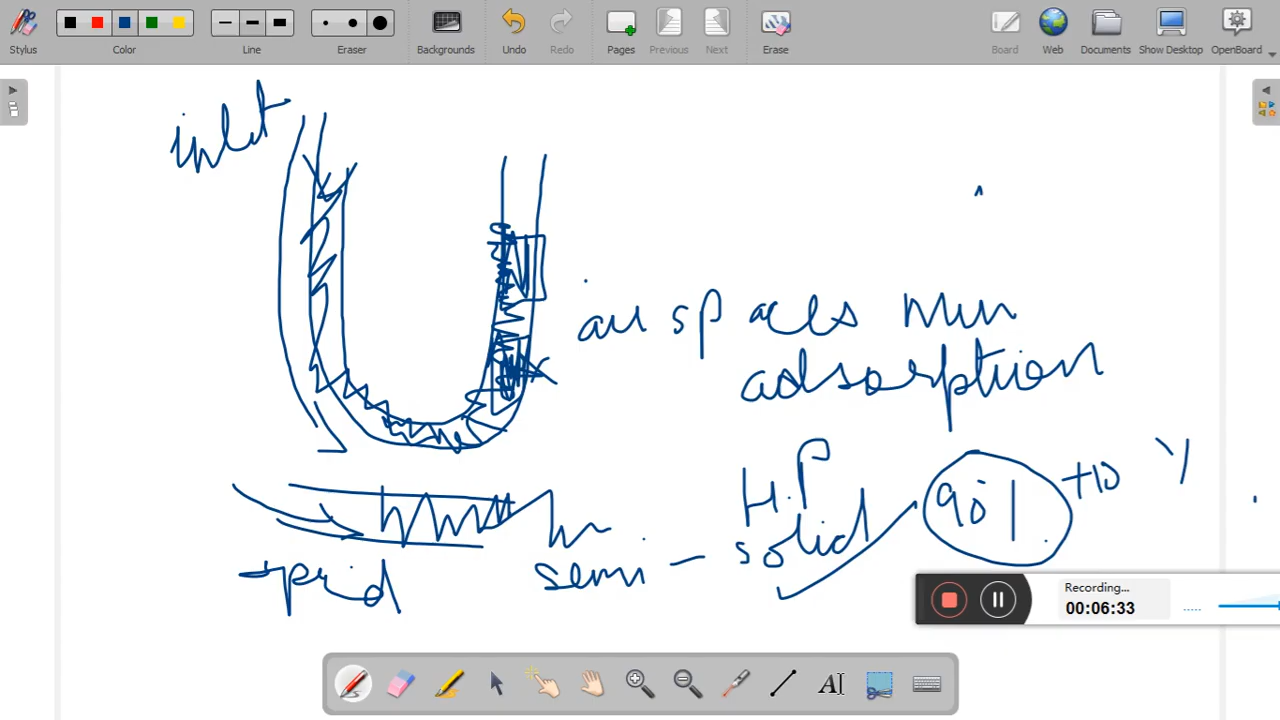 Stylus
Color
Line
Eraser
Backgrounds
Undo
Redo
Pages
Previous
Next
Erase
Board
Web
Documents
Show Desktop
OpenBoard
inlet
air spaces min
adsorption
H.P
semi - solid 90% +10 %
Recording...
00:06:33